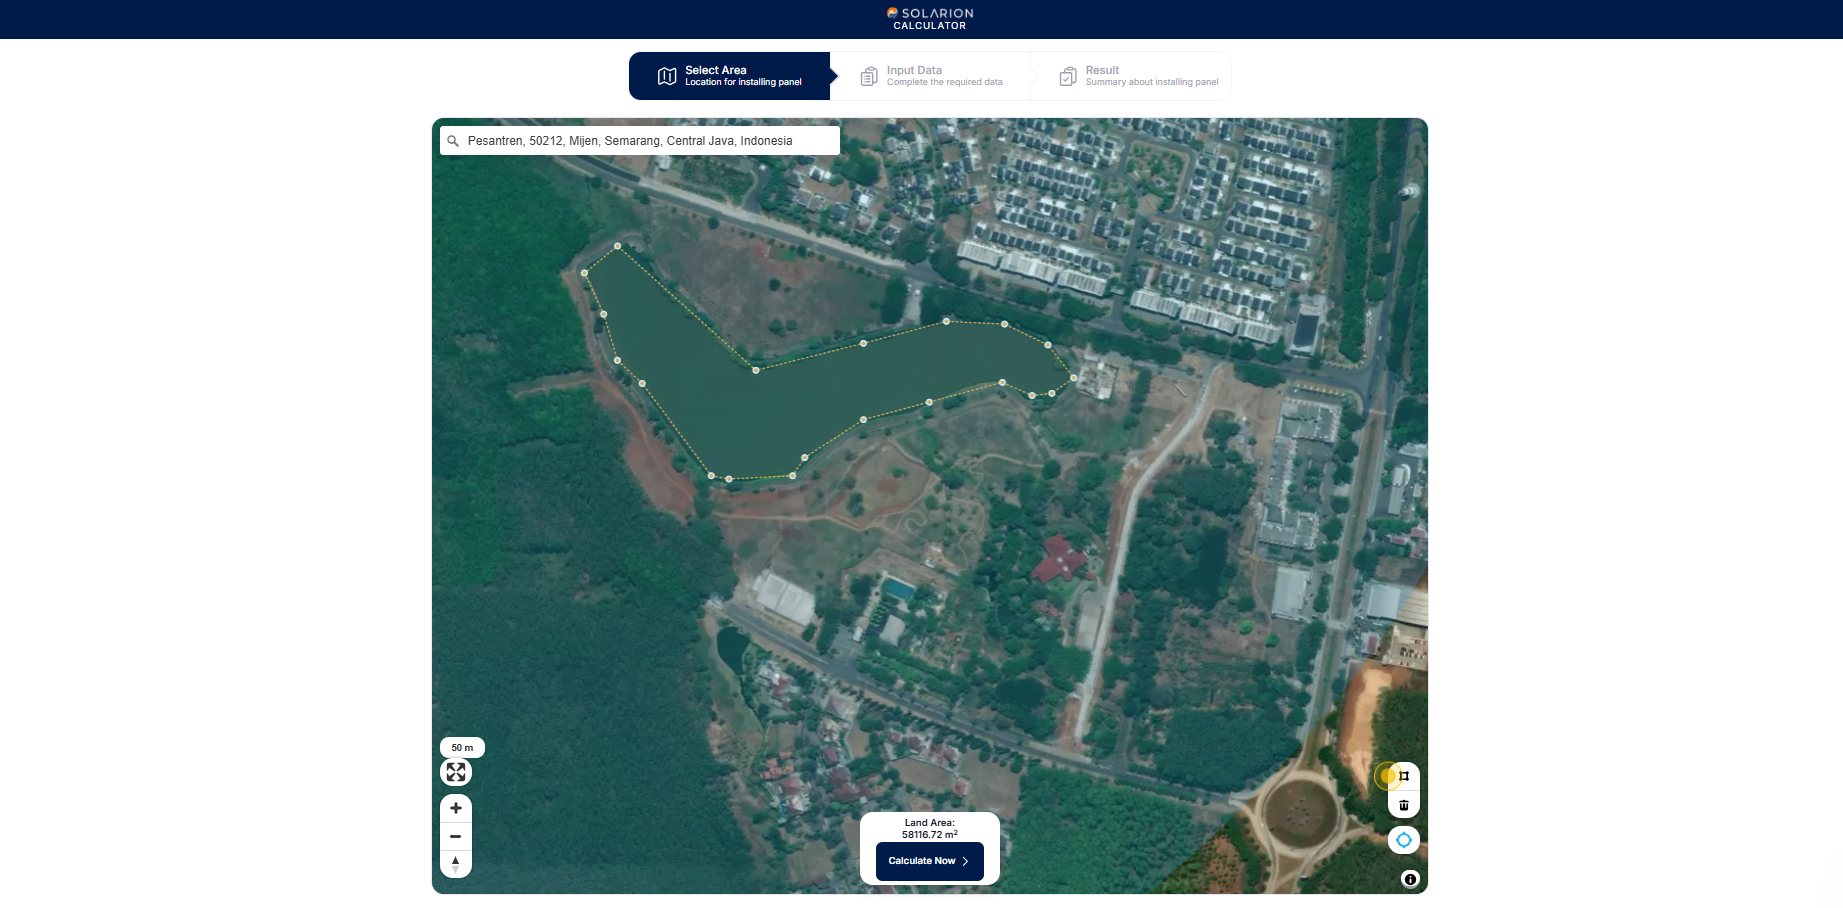 SOLARION
CALCULATOR
Select Area
Location for installing panel
Input Data
Complete the required data
Result
Summary about installing panel
Pesantren, 50212, Mijen, Semarang, Central Java, Indonesia
50 m
Land Area:
58116.72 m²
Calculate Now